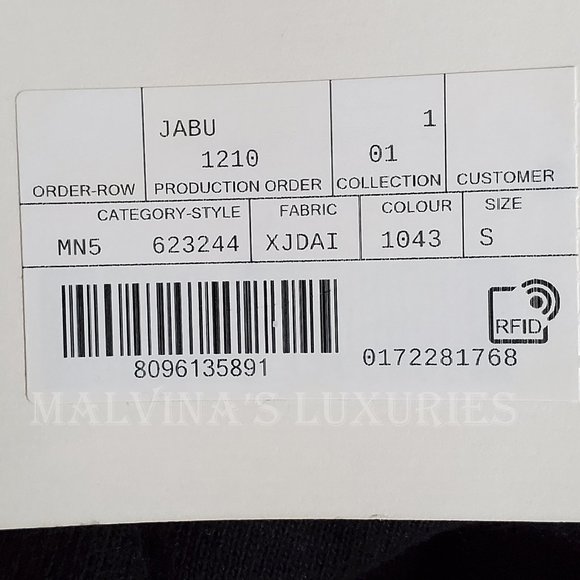 JABU 1
1210 01
ORDER-ROW PRODUCTION ORDER COLLECTION CUSTOMER
CATEGORY-STYLE FABRIC COLOUR SIZE
MN5 623244 XJDAI 1043 S
RFID
8096135891 0172281768
MALVINA'S LUXURIES